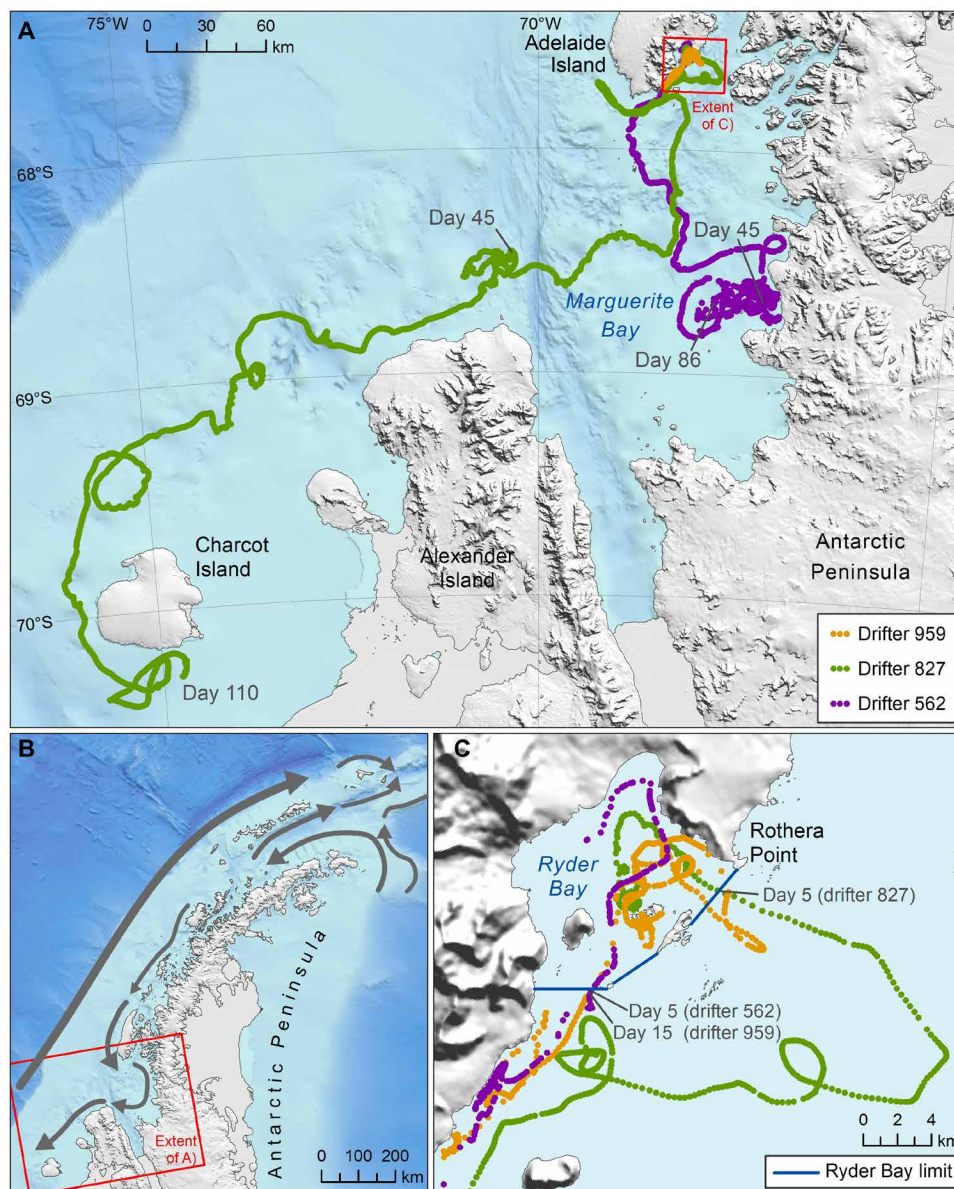 A
75°W
70°W
0 30 60
km
Adelaide
Island
Extent
of C)
68°S
Day 45
Day 45
Marguerite
Bay
Day 86
69°S
Charcot
Island
Alexander
Island
Antarctic
Peninsula
70°S
Day 110
Drifter 959
Drifter 827
Drifter 562
B
Antarctic Peninsula
Extent
of A)
0 100 200
km
C
Rothera
Point
Ryder
Bay
Day 5 (drifter 827)
Day 5 (drifter 562)
Day 15 (drifter 959)
0 2 4
km
Ryder Bay limit